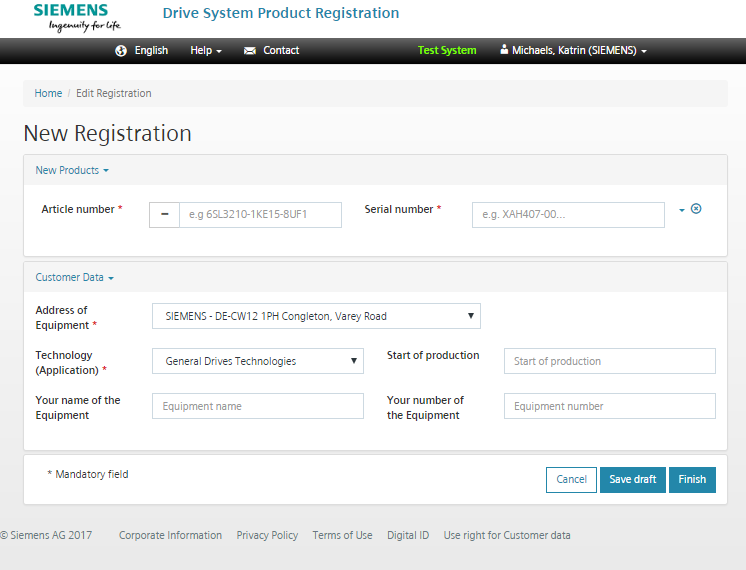 SIEMENS
Ingenuity for life
Drive System Product Registration
English Help Contact Test System Michaels, Katrin (SIEMENS)
Home / Edit Registration
New Registration
New Products
Article number * e.g 6SL3210-1KE15-8UF1 Serial number * e.g. XAH407-00...
Customer Data
Address of
Equipment * SIEMENS - DE-CW12 1PH Congleton, Varey Road
Technology
(Application) * General Drives Technologies Start of production Start of production
Your name of the
Equipment Equipment name Your number of
the Equipment Equipment number
* Mandatory field Cancel Save draft Finish
© Siemens AG 2017 Corporate Information Privacy Policy Terms of Use Digital ID Use right for Customer data